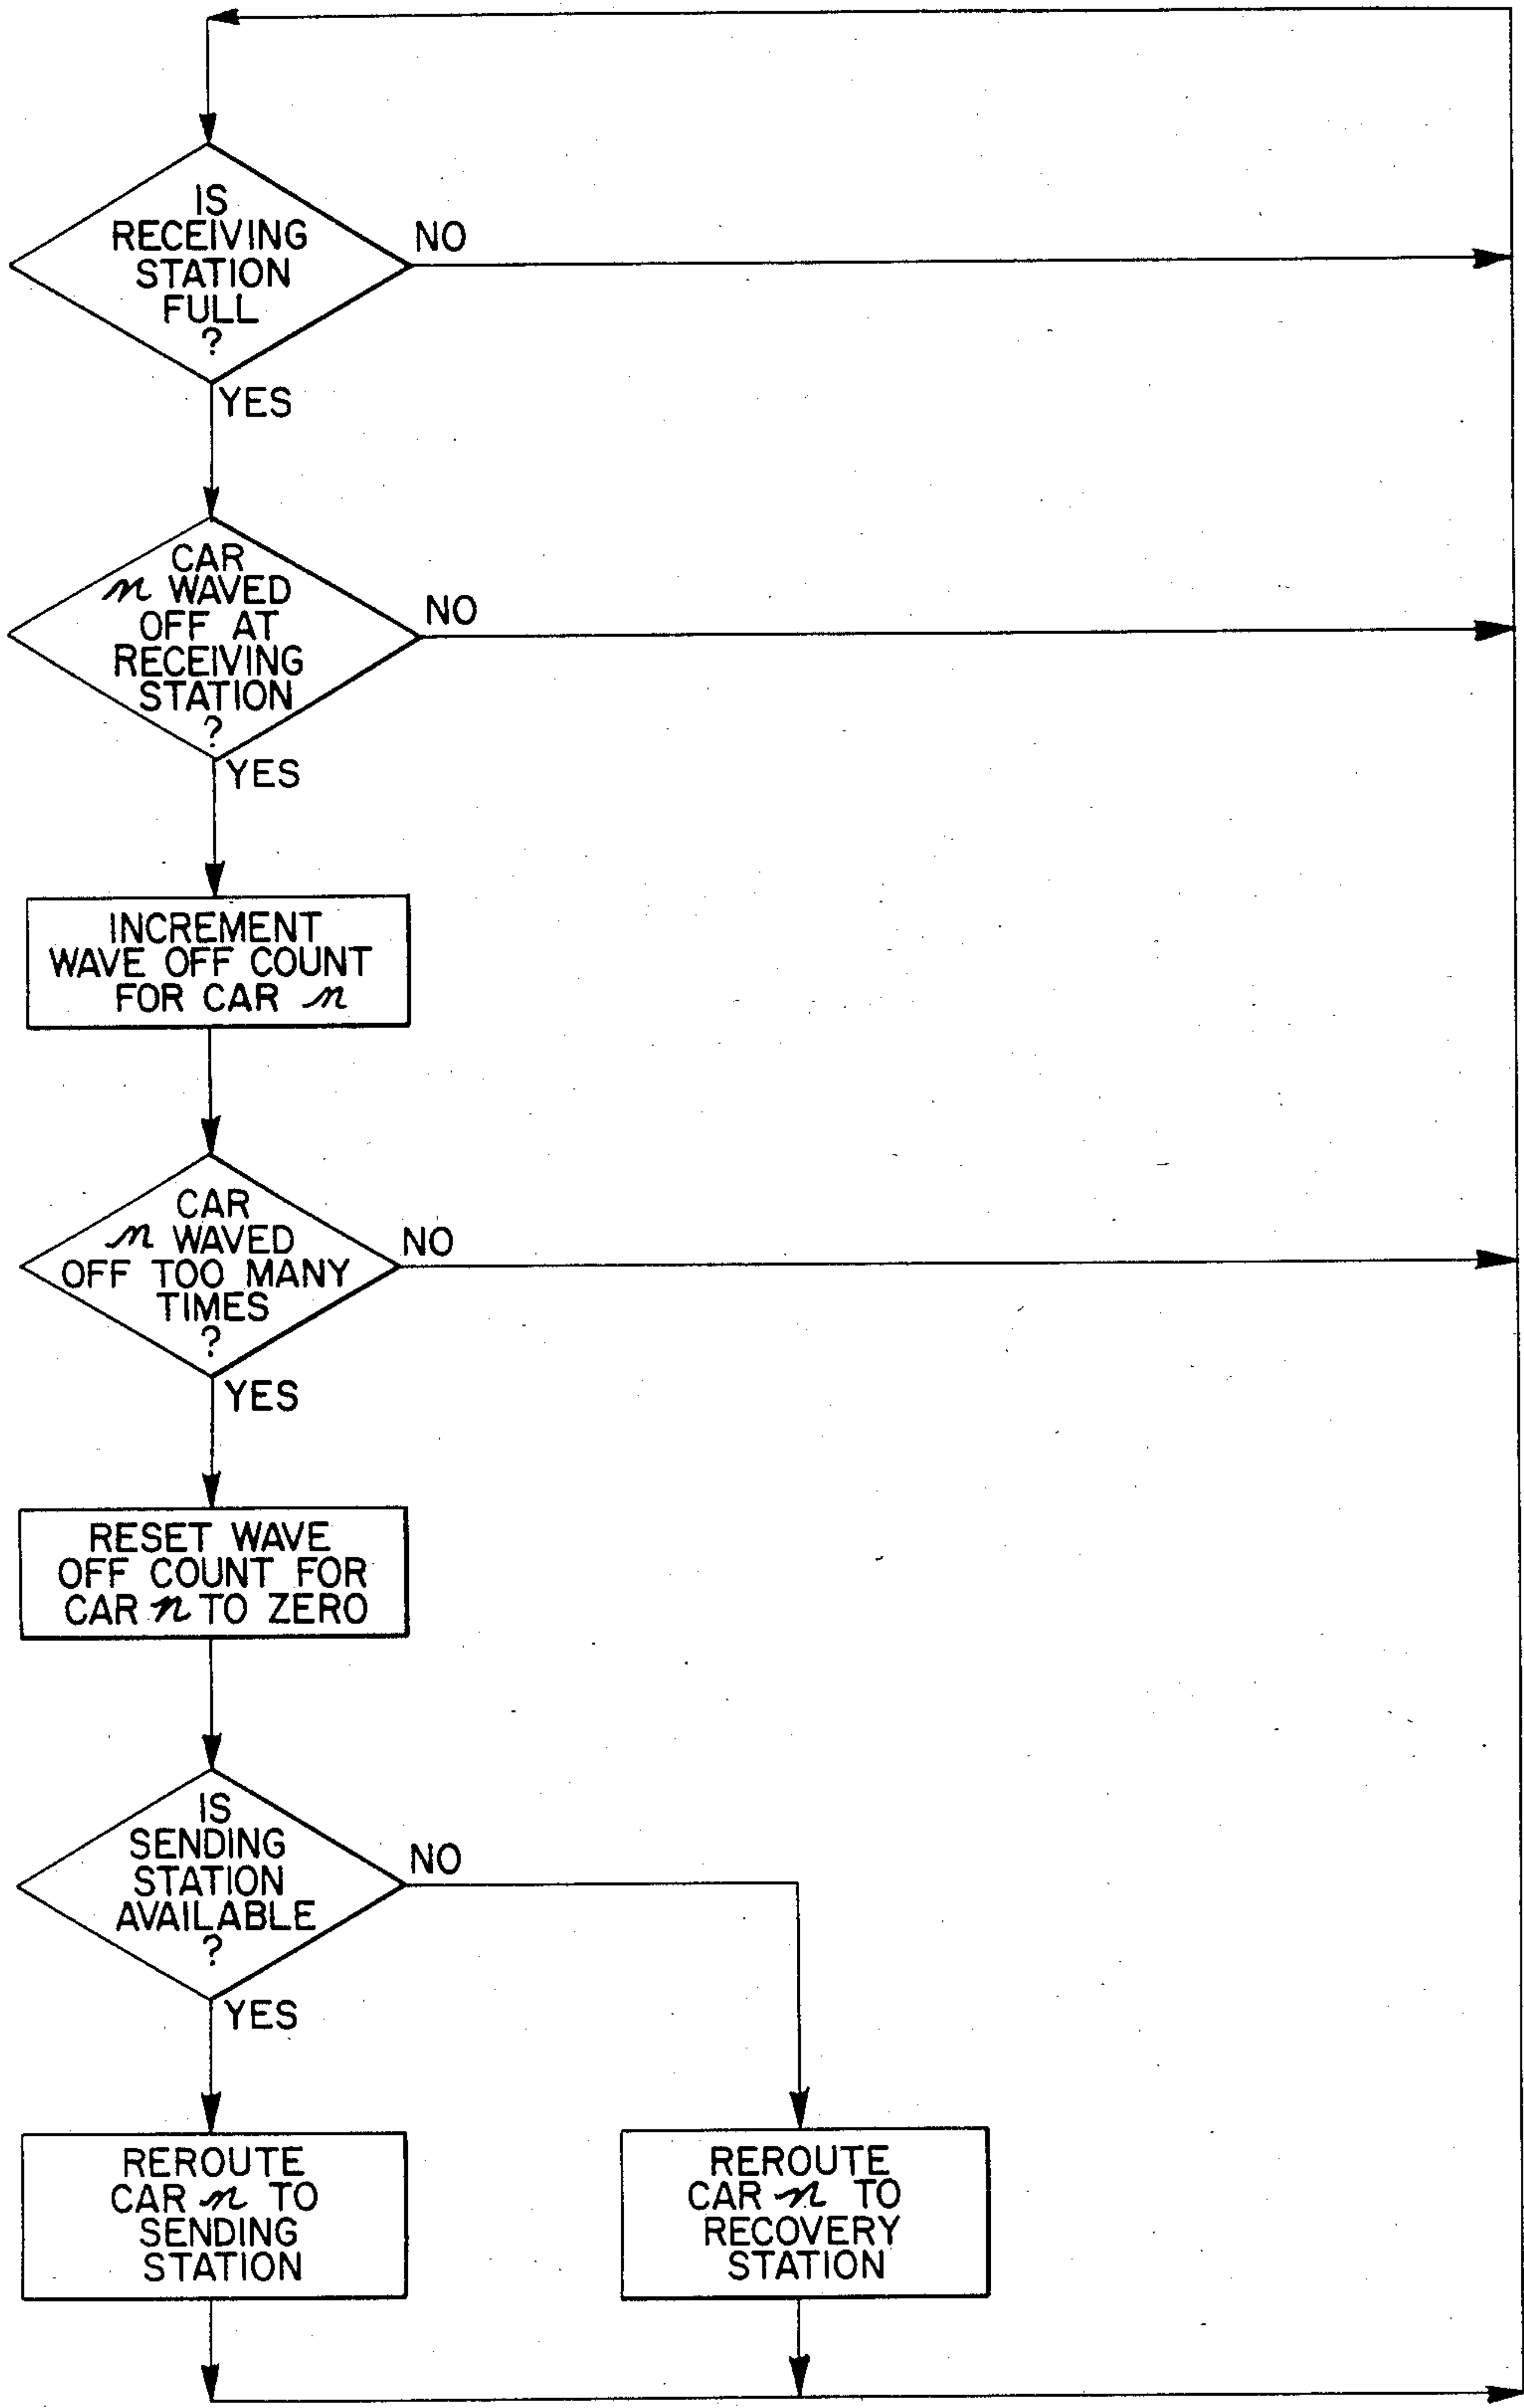 IS
RECEIVING
STATION
FULL
?
NO
YES
CAR
n WAVED
OFF AT
RECEIVING
STATION
?
NO
YES
INCREMENT
WAVE OFF COUNT
FOR CAR n
CAR
n WAVED
OFF TOO MANY
TIMES
?
NO
YES
RESET WAVE
OFF COUNT FOR
CAR n TO ZERO
IS
SENDING
STATION
AVAILABLE
?
NO
YES
REROUTE
CAR n TO
SENDING
STATION
REROUTE
CAR n TO
RECOVERY
STATION